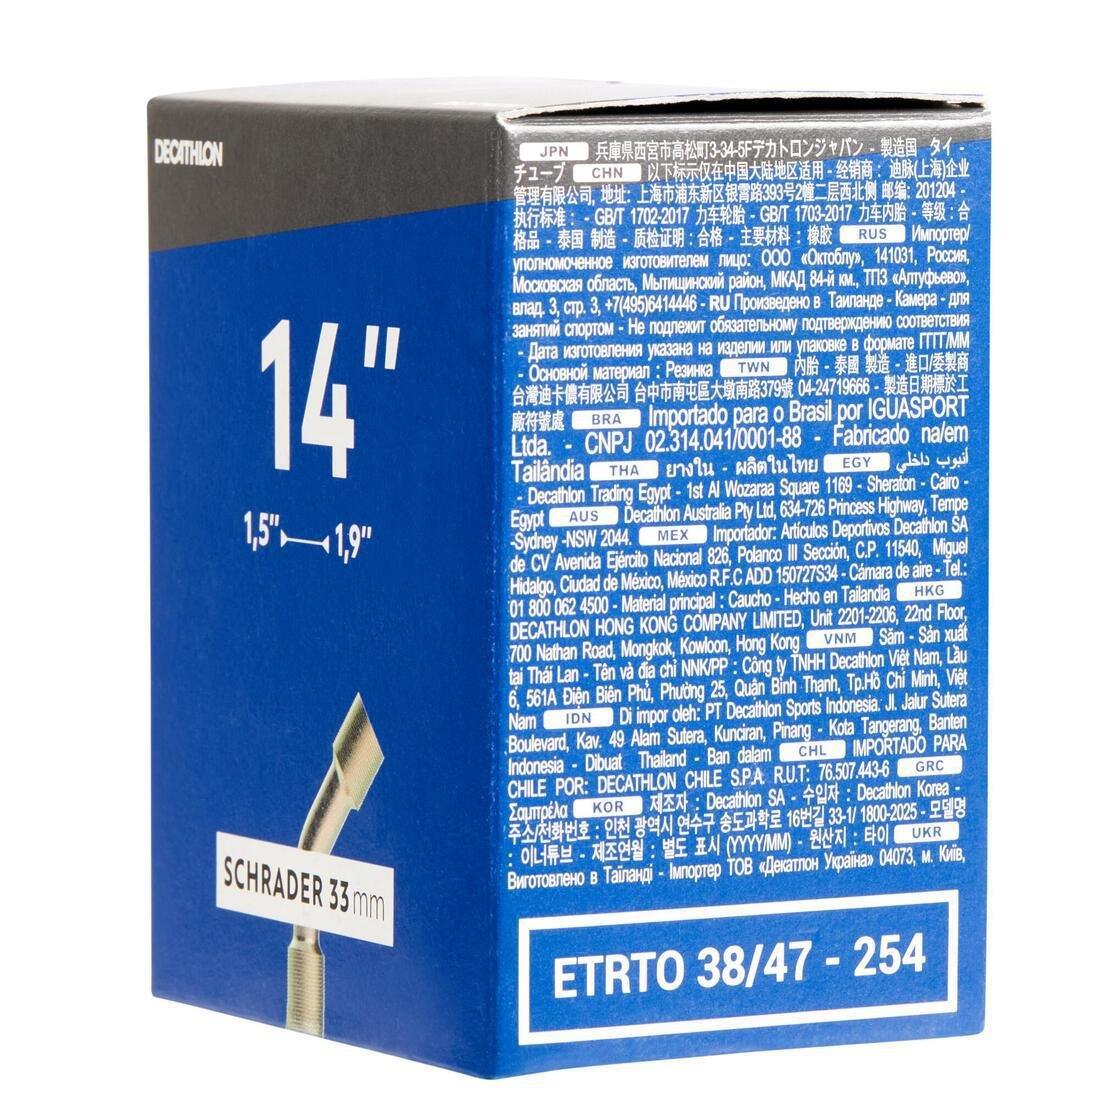 DECATHLON
14"
1,5" 1,9"
SCHRADER 33 mm
JPN 兵庫県西宮市高松町3-34-5Fデカトロンジャパン - 製造国 タイ -
チューブ CHN 以下标示仅在中国大陆地区适用 - 经销商 : 迪脉(上海)企业
管理有限公司, 地址: 上海市浦东新区银霄路393号2幢二层西北侧 邮编: 201204 -
执行标准 : - GB/T 1702-2017 力车轮胎 - GB/T 1703-2017 力车内胎 - 等级 : 合
格品 - 泰国 制造 - 质检证明 : 合格 - 主要材料 : 橡胶 RUS Импортер/
уполномоченное изготовителем лицо: ООО «Октоблу», 141031, Россия,
Московская область, Мытищинский район, МКАД 84-й км., ТПЗ «Алтуфьево»,
влад. 3, стр. 3, +7(495)6414446 - RU Произведено в Таиланде - Камера - для
занятий спортом - Не подлежит обязательному подтверждению соответствия
- Дата изготовления указана на изделии или упаковке в формате ГГГГ/ММ
- Основной материал : Резинка TWN 內胎 - 泰國 製造 - 進口/委製商
台灣迪卡儂有限公司 台中市南屯區大墩南路379號 04-24719666 - 製造日期標於工
廠符號處 BRA Importado para o Brasil por IGUASPORT
Ltda. - CNPJ 02.314.041/0001-88 - Fabricado na/em
Tailândia THA ยางใน - ผลิตในไทย EGY أنبوب داخلي
- Decathlon Trading Egypt - 1st Al Wozaraa Square 1169 - Sheraton - Cairo -
Egypt AUS Decathlon Australia Pty Ltd, 634-726 Princess Highway, Tempe
-Sydney -NSW 2044. MEX Importador: Artículos Deportivos Decathlon SA
de CV Avenida Ejército Nacional 826, Polanco III Sección, C.P. 11540, Miguel
Hidalgo, Ciudad de México, México R.F.C ADD 150727S34 - Cámara de aire - Tel.:
01 800 062 4500 - Material principal : Caucho - Hecho en Tailandia HKG
DECATHLON HONG KONG COMPANY LIMITED, Unit 2201-2206, 22nd Floor,
700 Nathan Road, Mongkok, Kowloon, Hong Kong VNM Săm - Sản xuất
tại Thái Lan - Tên và địa chỉ NNK/PP : Công ty TNHH Decathlon Việt Nam, Lầu
6, 561A Điện Biên Phủ, Phường 25, Quận Bình Thạnh, Tp.Hồ Chí Minh, Việt
Nam IDN Di impor oleh: PT Decathlon Sports Indonesia. Jl. Jalur Sutera
Boulevard, Kav. 49 Alam Sutera, Kunciran, Pinang - Kota Tangerang, Banten
Indonesia - Dibuat Thailand - Ban dalam CHL IMPORTADO PARA
CHILE POR: DECATHLON CHILE S.P.A. R.U.T: 76.507.443-6 GRC
Σαμπρέλα KOR 제조자 : Decathlon SA - 수입자 : Decathlon Korea -
주소/전화번호 : 인천 광역시 연수구 송도과학로 16번길 33-1/ 1800-2025 - 모델명
: 이너튜브 - 제조연월 : 별도 표시 (YYYY/MM) - 원산지 : 타이 UKR
Виготовлено в Таїланді - Імпортер ТОВ «Декатлон Україна» 04073, м. Київ,
ETRTO 38/47 - 254